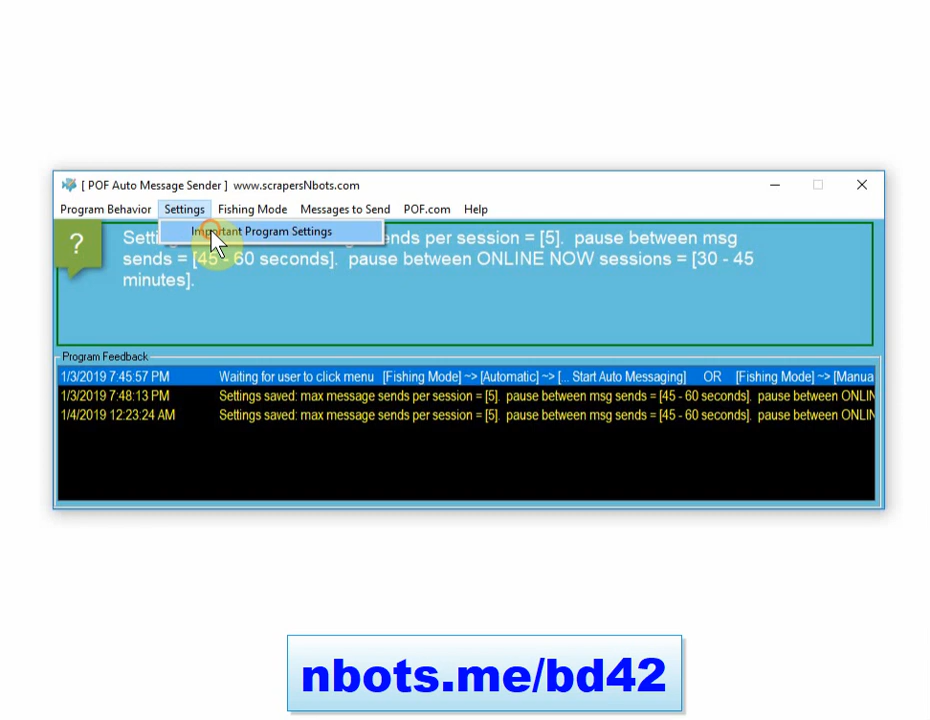 [ POF Auto Message Sender ] www.scrapersNbots.com
Program Behavior Settings Fishing Mode Messages to Send POF.com Help
Important Program Settings
? Setti ends per session = [5]. pause between msg
sends = [45 - 60 seconds]. pause between ONLINE NOW sessions = [30 - 45
minutes].
Program Feedback
1/3/2019 7:45:57 PM Waiting for user to click menu [Fishing Mode] ~> [Automatic] ~> [... Start Auto Messaging] OR [Fishing Mode] ~> [Manua
1/3/2019 7:48:13 PM Settings saved: max message sends per session = [5]. pause between msg sends = [45 - 60 seconds]. pause between ONLIN
1/4/2019 12:23:24 AM Settings saved: max message sends per session = [5]. pause between msg sends = [45 - 60 seconds]. pause between ONLIN
nbots.me/bd42